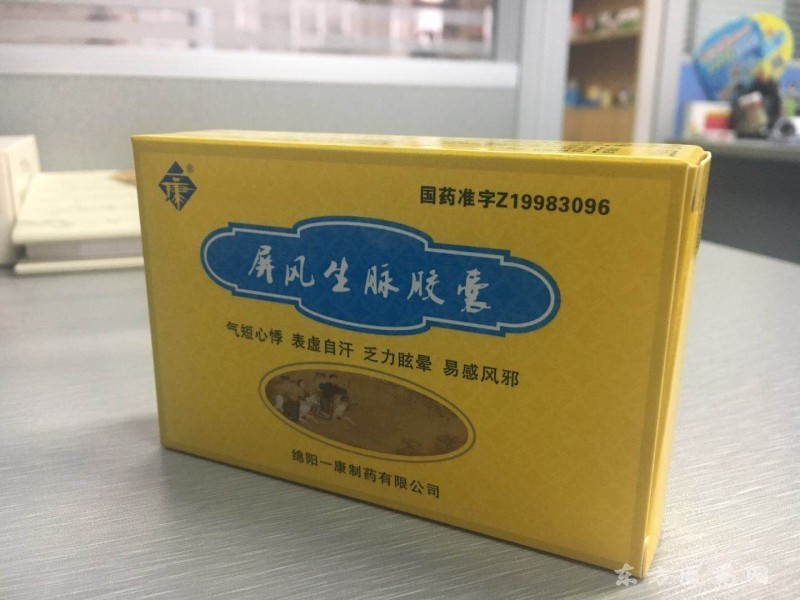 康
®
国药准字Z19983096
屏风生脉胶囊
气短心悸 表虚自汗 乏力眩晕 易感风邪
绵阳一康制药有限公司